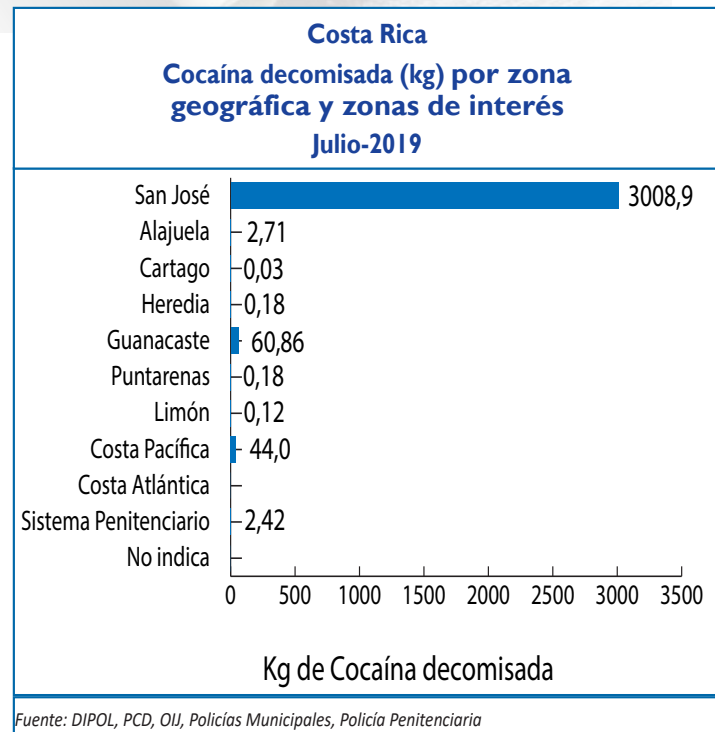 Costa Rica
Cocaína decomisada (kg) por zona
geográfica y zonas de interés
Julio-2019
San José 3008,9
Alajuela 2,71
Cartago 0,03
Heredia 0,18
Guanacaste 60,86
Puntarenas 0,18
Limón 0,12
Costa Pacífica 44,0
Costa Atlántica
Sistema Penitenciario 2,42
No indica
0 500 1000 1500 2000 2500 3000 3500
Kg de Cocaína decomisada
Fuente: DIPOL, PCD, OIJ, Policías Municipales, Policía Penitenciaria